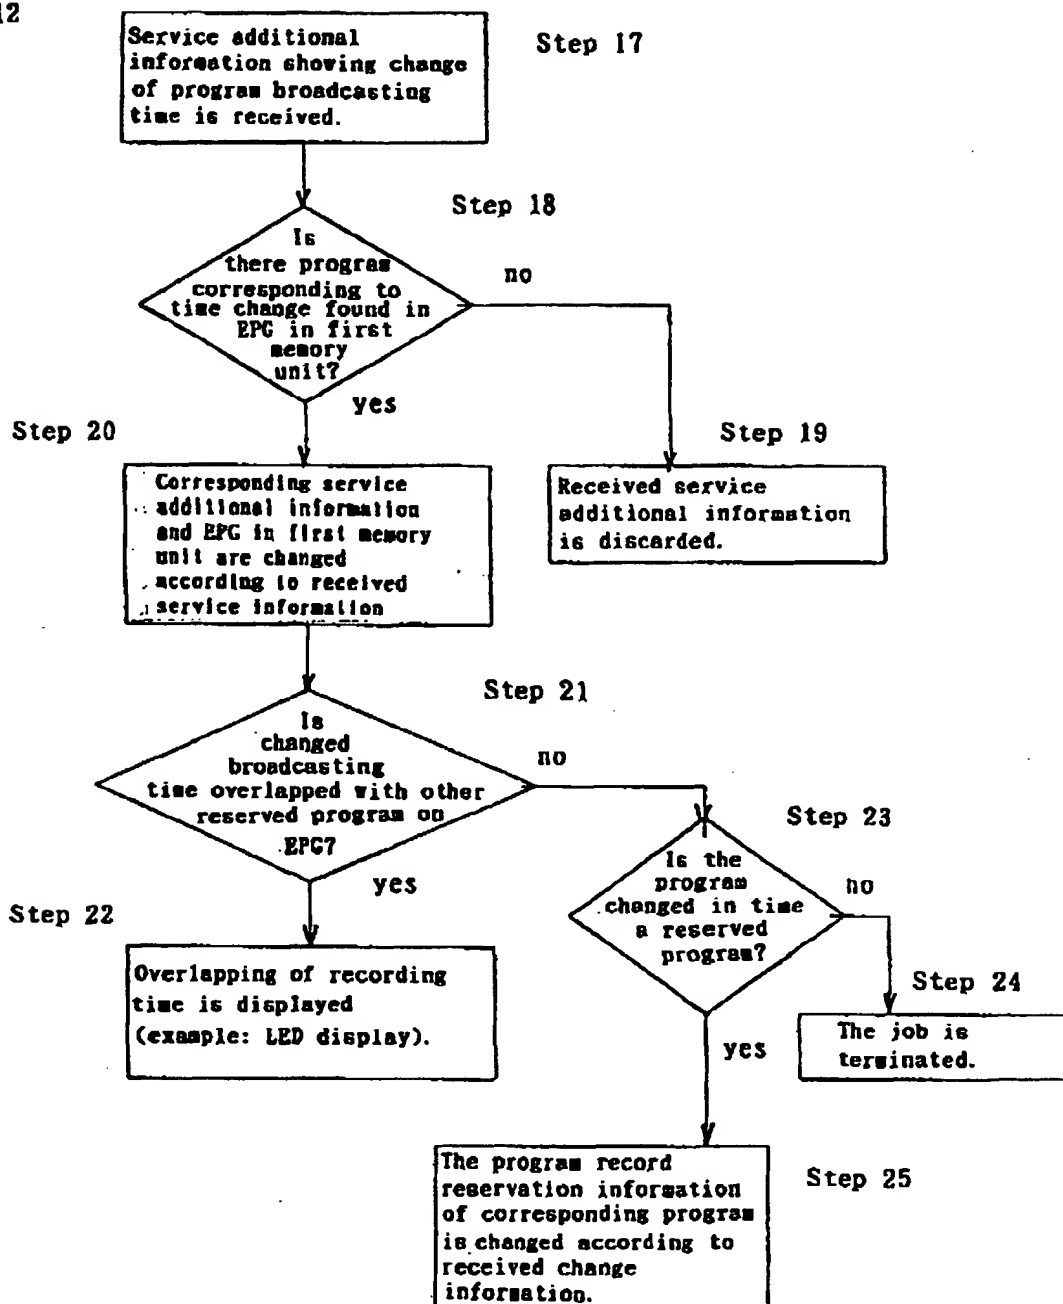 12
Service additional
information showing change
of program broadcasting
time is received.
Step 17
Step 18
Is
there program
corresponding to
time change found in
EPG in first
memory
unit?
no
yes
Step 20
Step 19
Corresponding service
additional information
and EPG in first memory
unit are changed
according to received
service information
Received service
additional information
is discarded.
Step 21
Is
changed
broadcasting
time overlapped with other
reserved program on
EPG?
no
yes
Step 23
Is the
program
changed in time
a reserved
program?
no
yes
Step 22
Overlapping of recording
time is displayed
(example: LED display).
Step 24
The job is
terminated.
Step 25
The program record
reservation information
of corresponding program
is changed according to
received change
information.